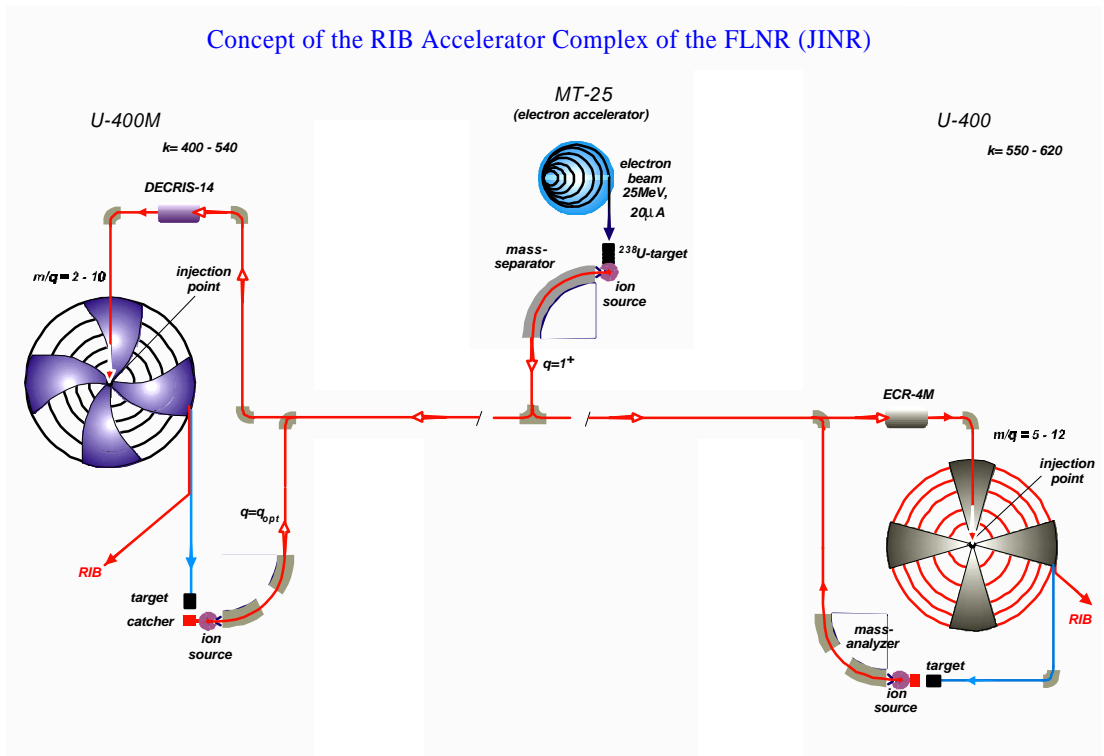 Concept of the RIB Accelerator Complex of the FLNR (JINR)
U-400M
k= 400 - 540
DECRIS-14
m/q = 2 - 10
injection
point
MT-25
(electron accelerator)
electron
beam
25MeV,
20μA
mass-
separator
238U-target
ion
source
q=1+
U-400
k= 550 - 620
ECR-4M
m/q = 5 - 12
injection
point
q=qopt
RIB
target
catcher
ion
source
mass-
analyzer
target
ion
source
RIB